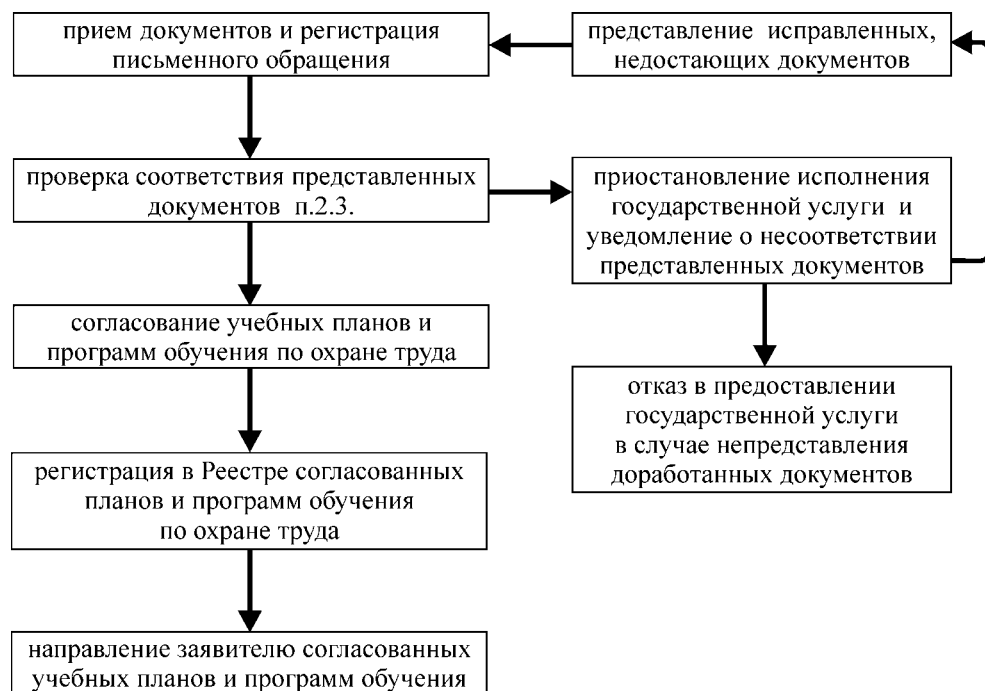 прием документов и регистрация
письменного обращения
представление исправленных,
недостающих документов
проверка соответствия представленных
документов п.2.3.
приостановление исполнения
государственной услуги и
уведомление о несоответствии
представленных документов
согласование учебных планов и
программ обучения по охране труда
отказ в предоставлении
государственной услуги
в случае непредставления
доработанных документов
регистрация в Реестре согласованных
планов и программ обучения
по охране труда
направление заявителю согласованных
учебных планов и программ обучения